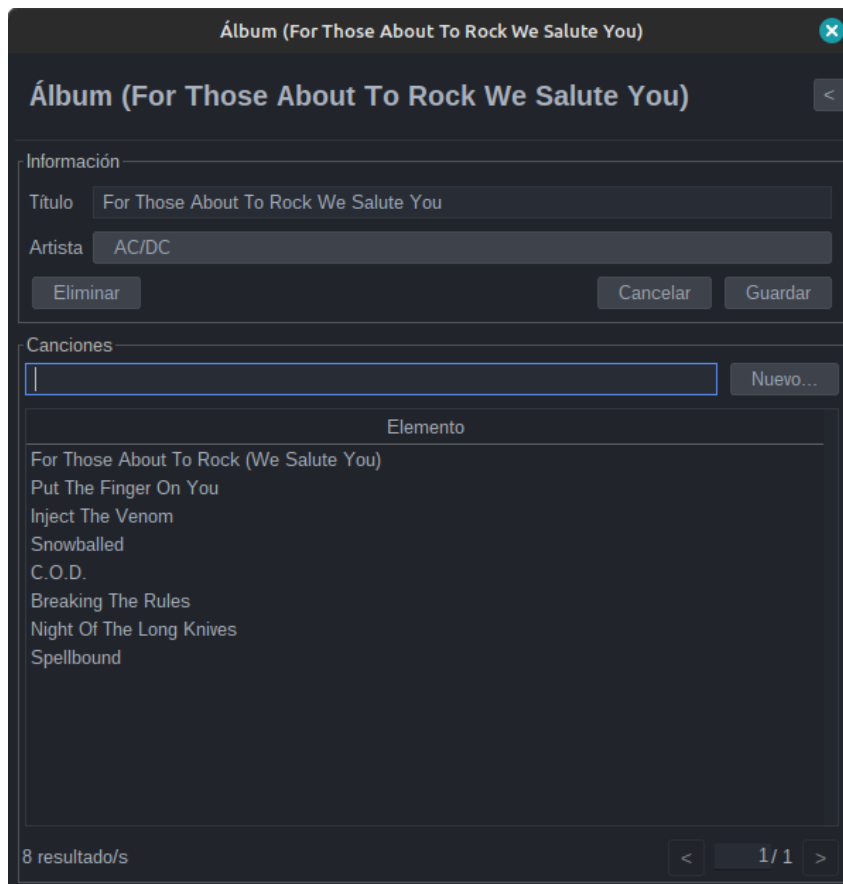 Álbum (For Those About To Rock We Salute You)
Álbum (For Those About To Rock We Salute You)
<
Información
Título For Those About To Rock We Salute You
Artista AC/DC
Eliminar Cancelar Guardar
Canciones
Nuevo...
Elemento
For Those About To Rock (We Salute You)
Put The Finger On You
Inject The Venom
Snowballed
C.O.D.
Breaking The Rules
Night Of The Long Knives
Spellbound
8 resultado/s < 1 / 1 >